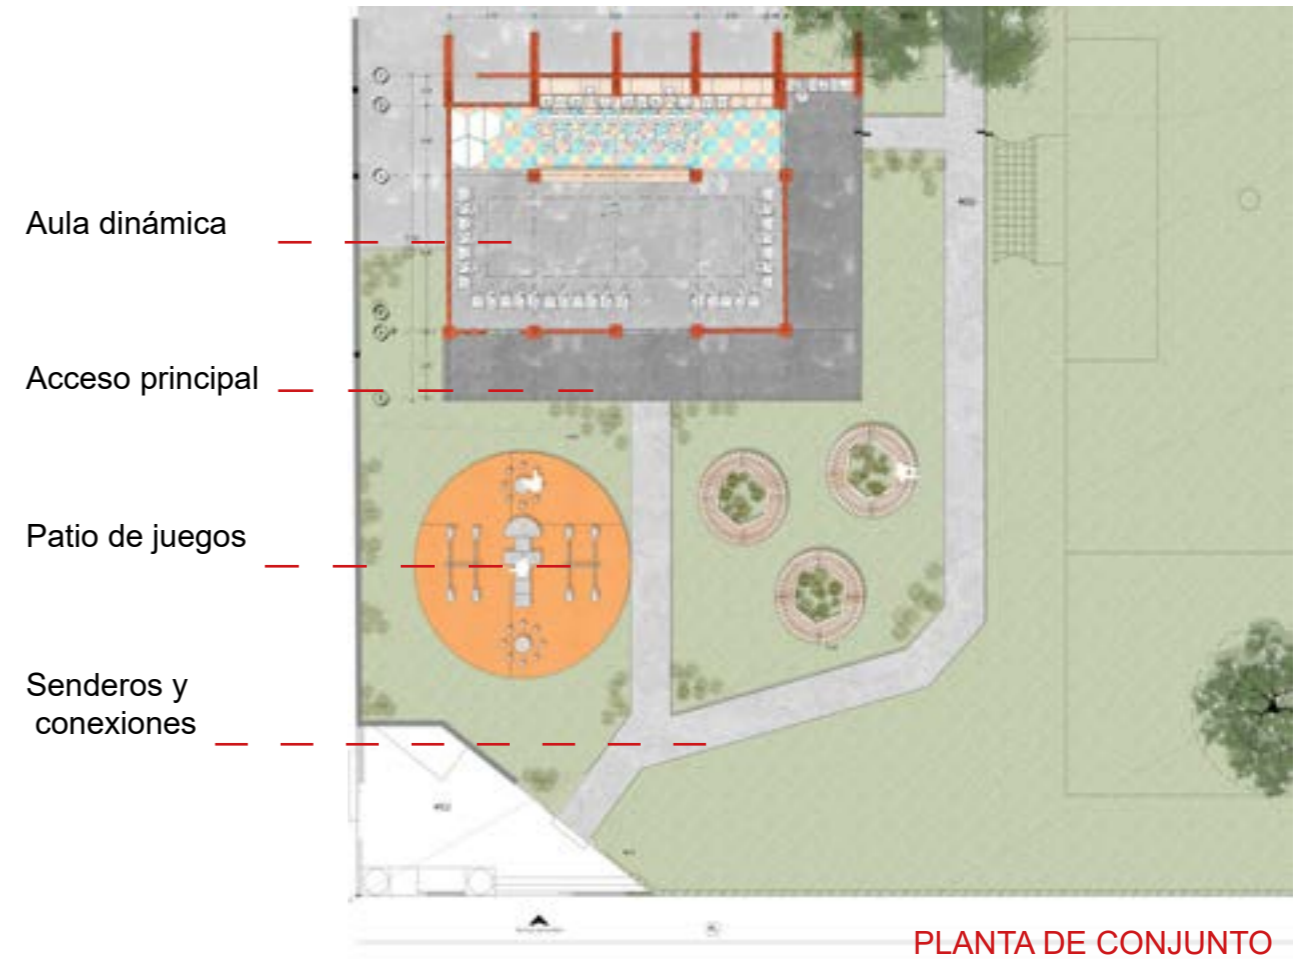 Aula dinámica
Acceso principal
Patio de juegos
Senderos y
conexiones
PLANTA DE CONJUNTO